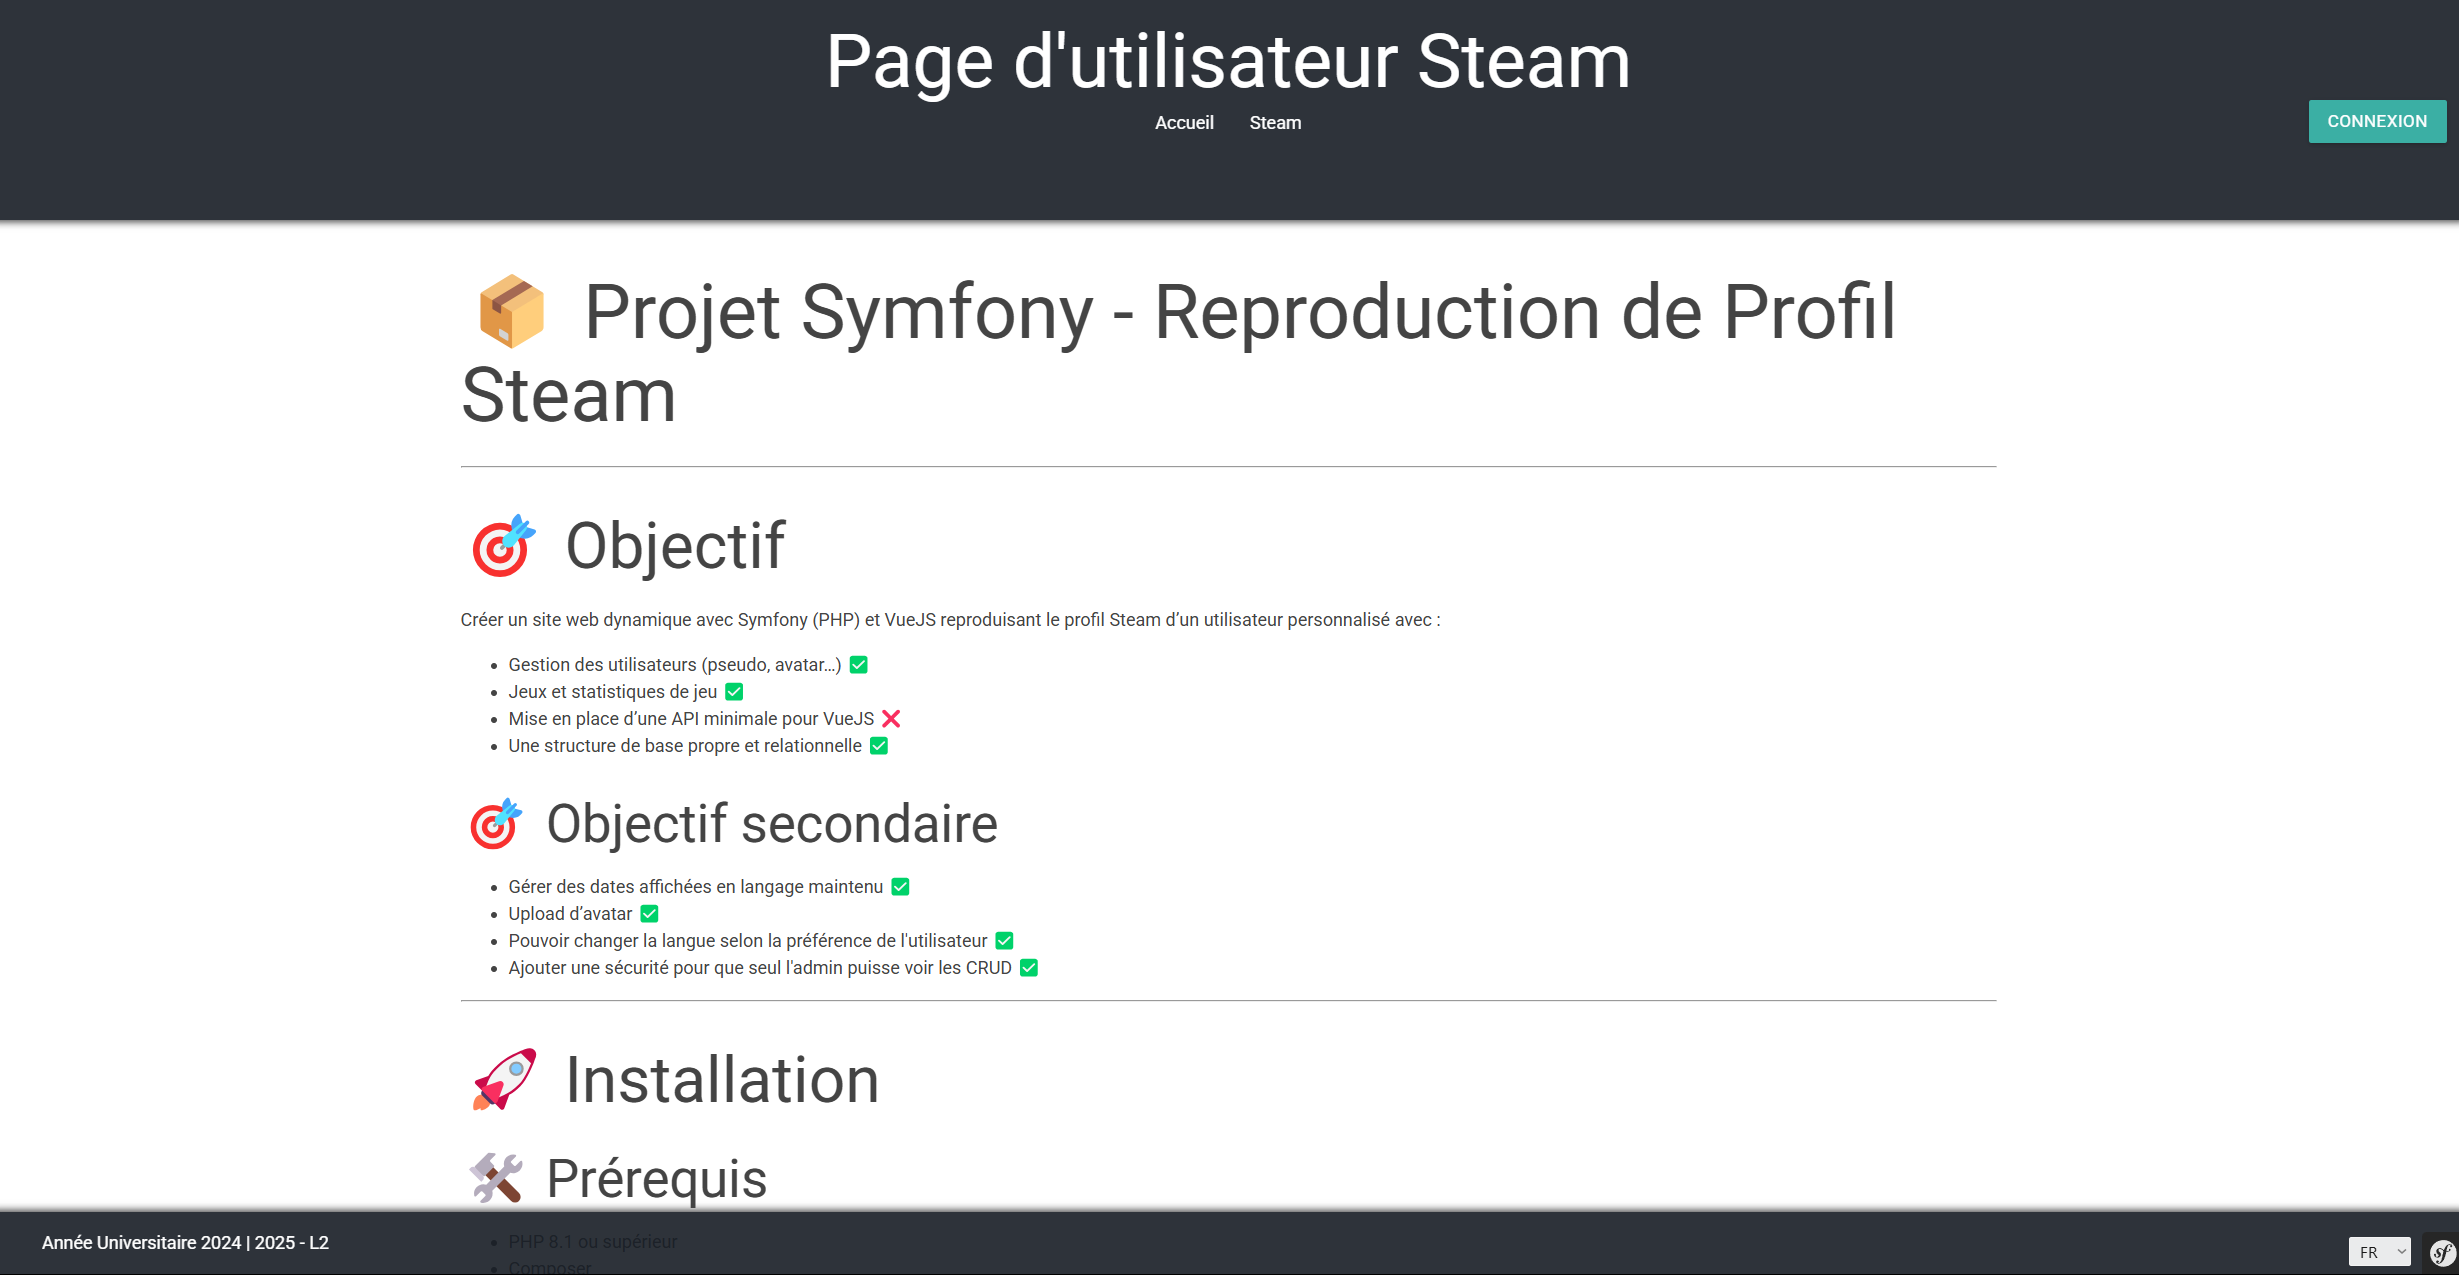 Page d'utilisateur Steam
Accueil Steam
CONNEXION
Projet Symfony - Reproduction de Profil
Steam
Objectif
Créer un site web dynamique avec Symfony (PHP) et VueJS reproduisant le profil Steam d’un utilisateur personnalisé avec :
Gestion des utilisateurs (pseudo, avatar…)
Jeux et statistiques de jeu
Mise en place d’une API minimale pour VueJS
Une structure de base propre et relationnelle
Objectif secondaire
Gérer des dates affichées en langage maintenu
Upload d’avatar
Pouvoir changer la langue selon la préférence de l'utilisateur
Ajouter une sécurité pour que seul l'admin puisse voir les CRUD
Installation
Prérequis
PHP 8.1 ou supérieur
Composer
Année Universitaire 2024 | 2025 - L2
FR
sf